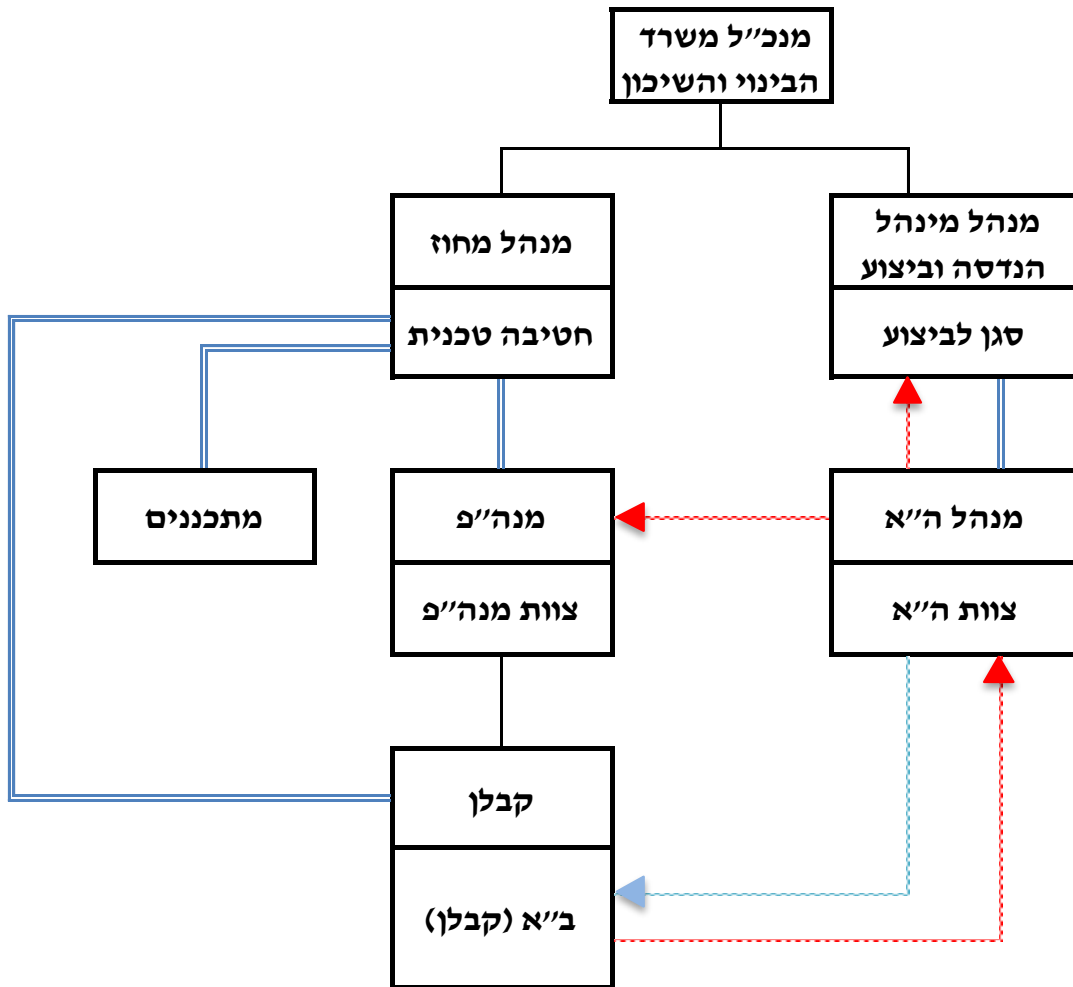 מנכ״ל משרד
הבינוי והשיכון
מנהל מינהל
הנדסה וביצוע
סגן לביצוע
מנהל מחוז
חטיבה טכנית
מנהל ה״א
צוות ה״א
מנה״פ
צוות מנה״פ
מתכננים
קבלן
ב״א (קבלן)